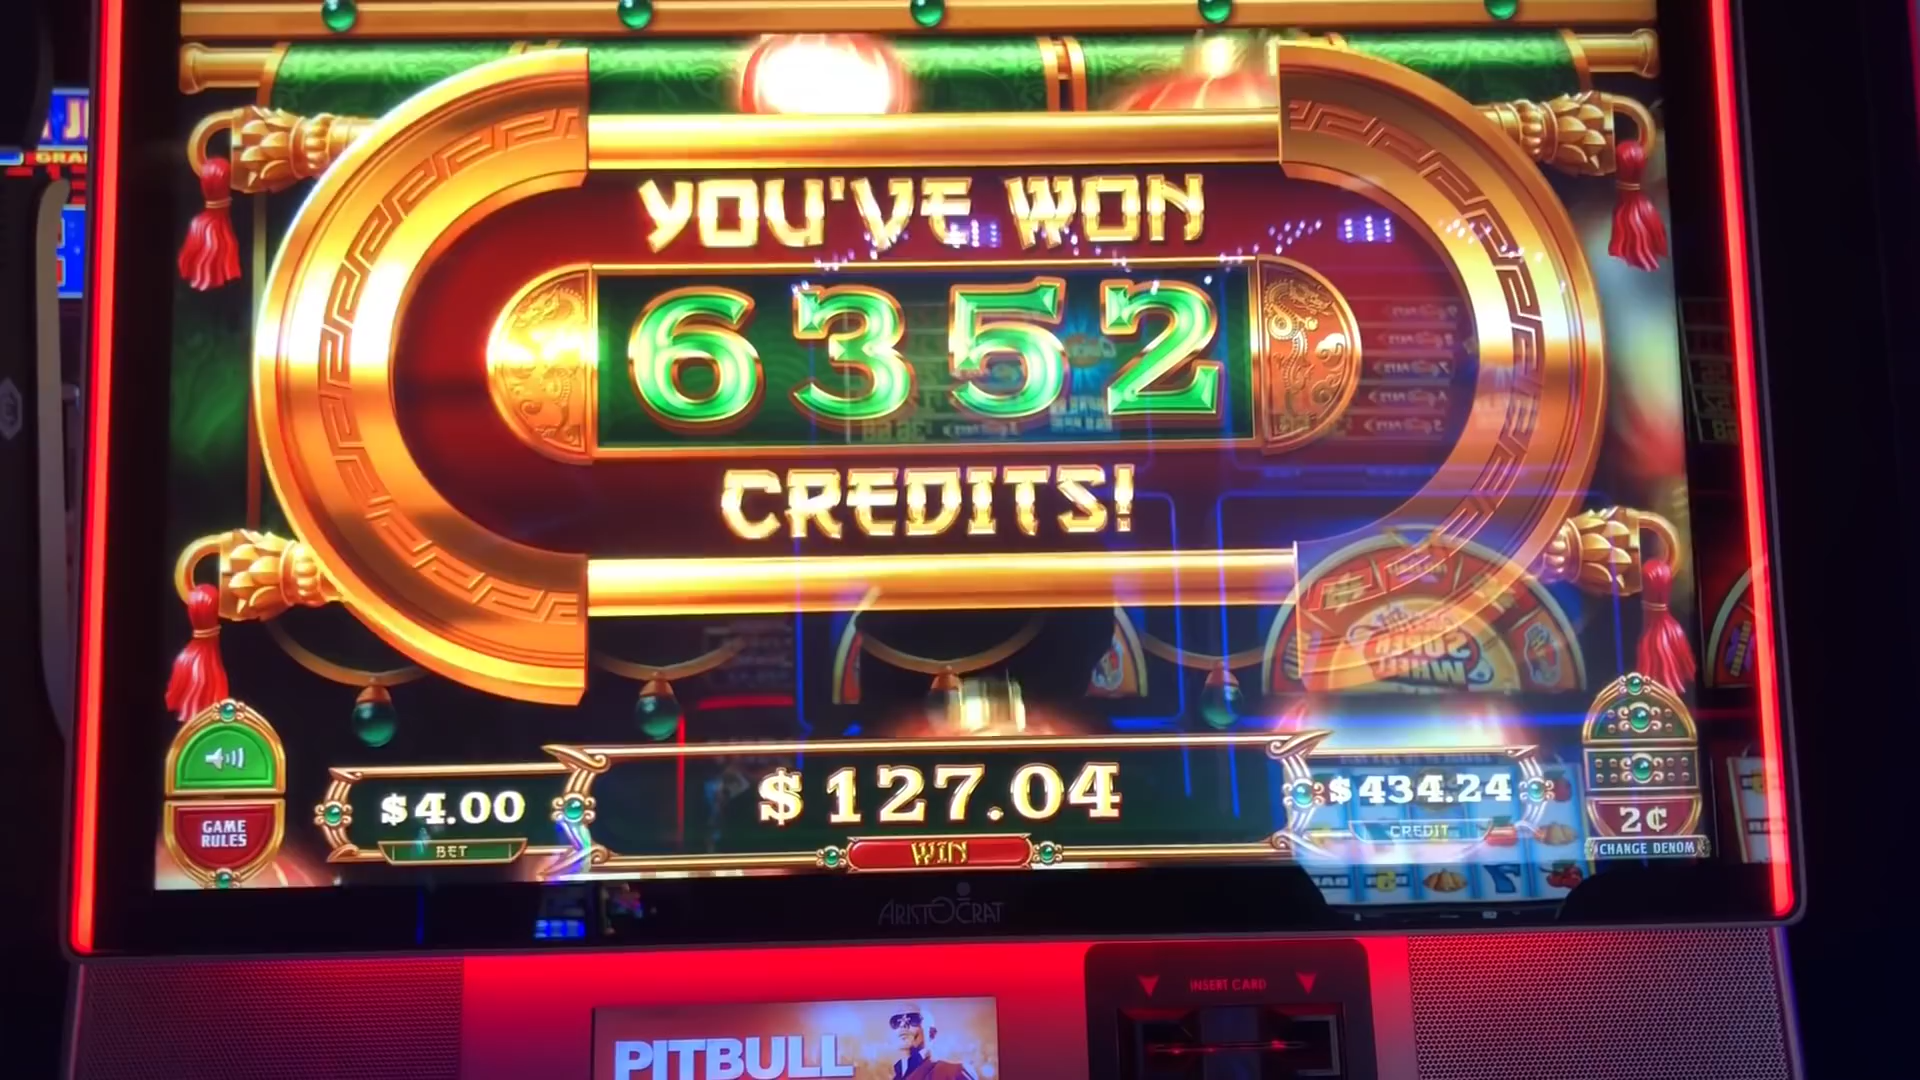 YOU'VE WON
6352
CREDITS!
GAME
RULES
$4.00
BET
$127.04
WIN
$434.24
CREDIT
2¢
CHANGE DENOM
ARISTOCRAT
INSERT CARD
PITBULL